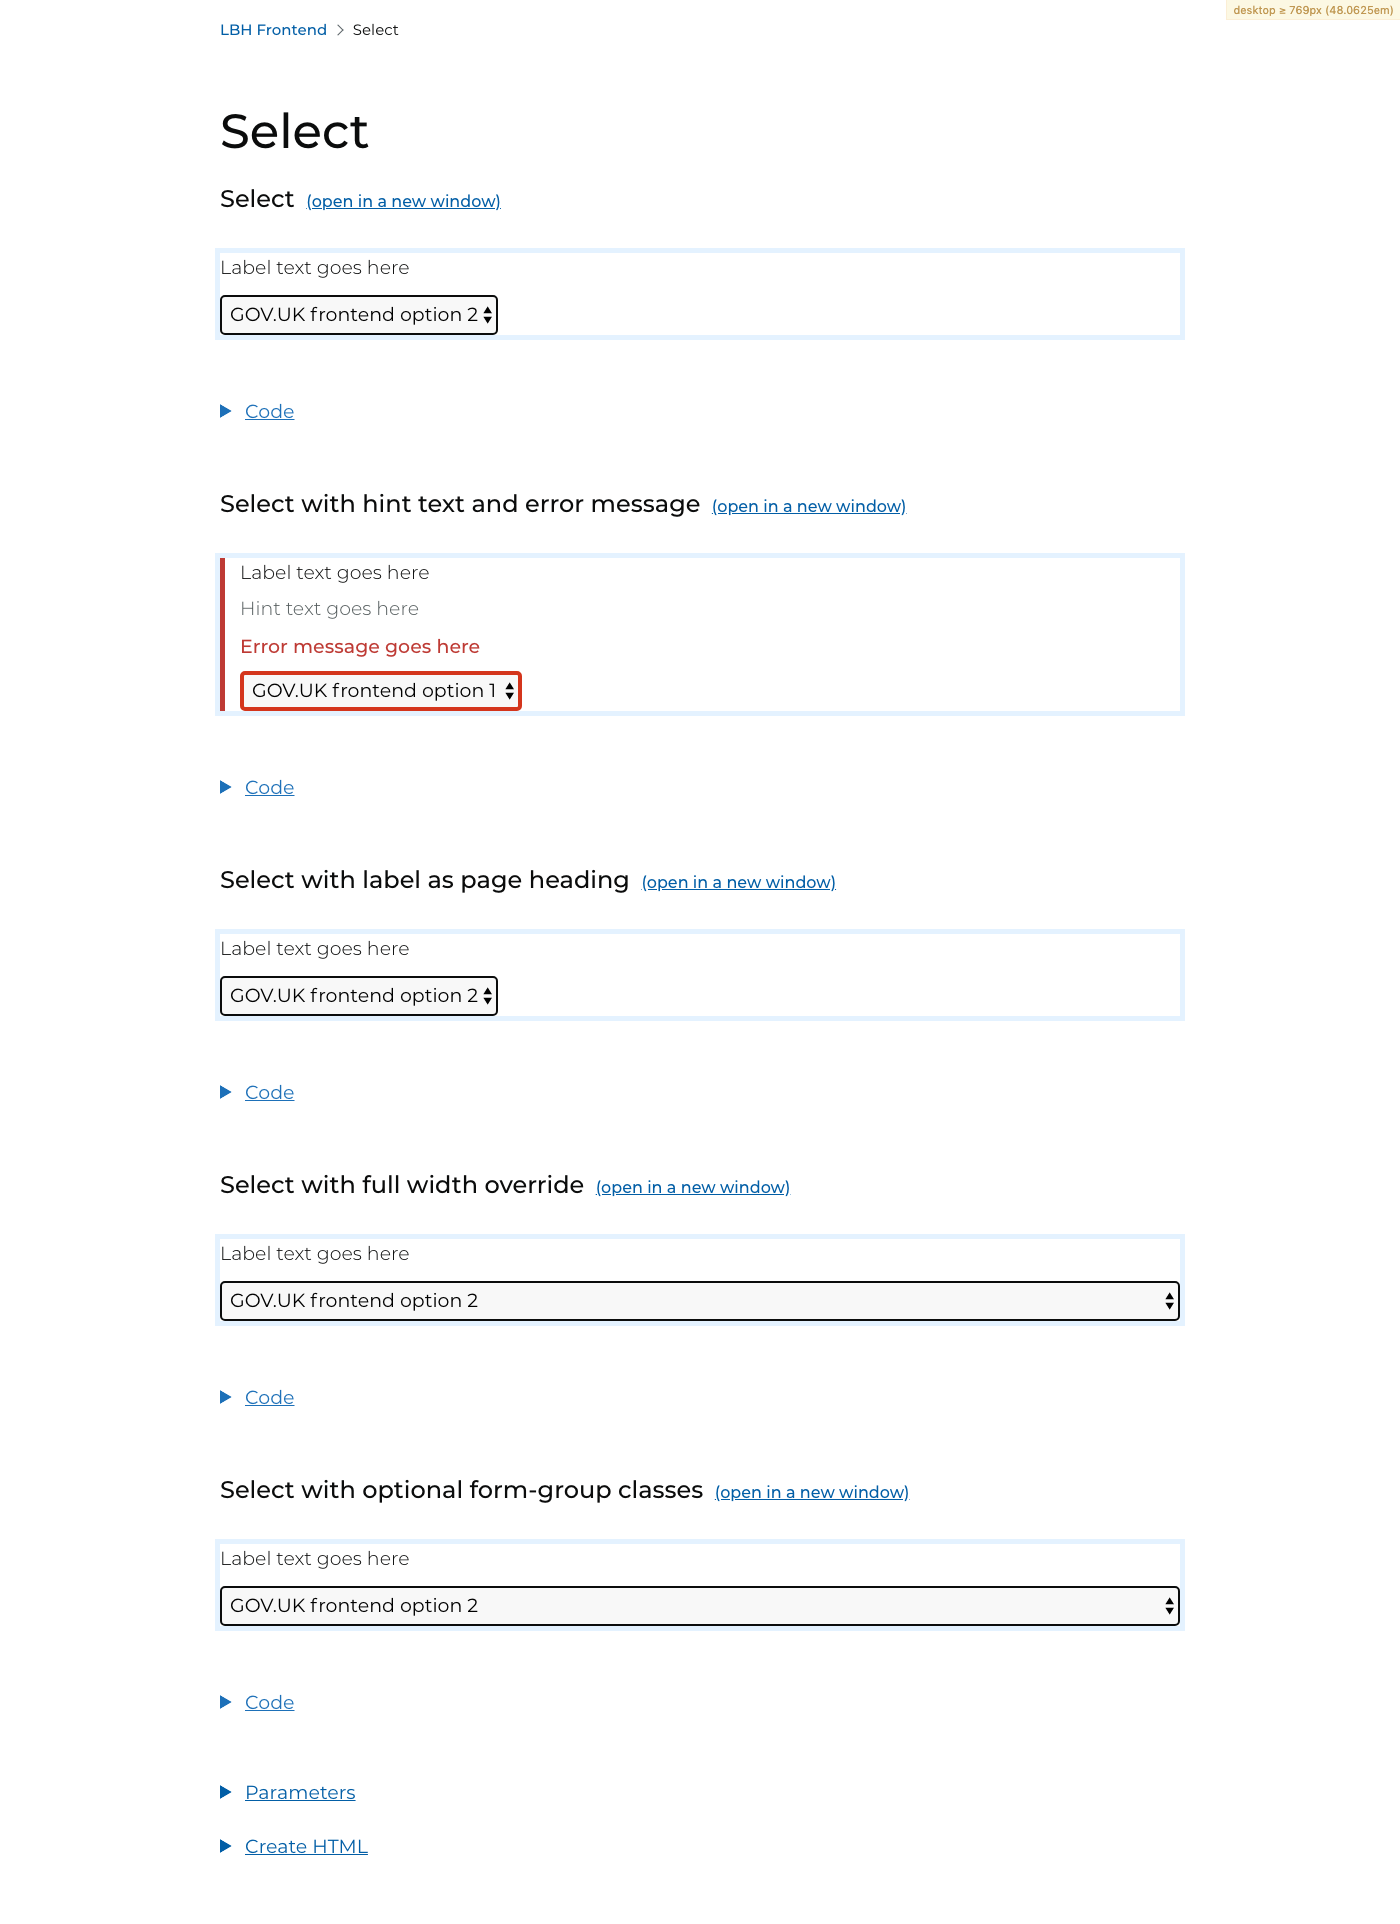 desktop ≥ 769px (48.0625em)
LBH Frontend > Select
Select
Select (open in a new window)
Label text goes here
GOV.UK frontend option 2
Code
Select with hint text and error message (open in a new window)
Label text goes here
Hint text goes here
Error message goes here
GOV.UK frontend option 1
Code
Select with label as page heading (open in a new window)
Label text goes here
GOV.UK frontend option 2
Code
Select with full width override (open in a new window)
Label text goes here
GOV.UK frontend option 2
Code
Select with optional form-group classes (open in a new window)
Label text goes here
GOV.UK frontend option 2
Code
Parameters
Create HTML